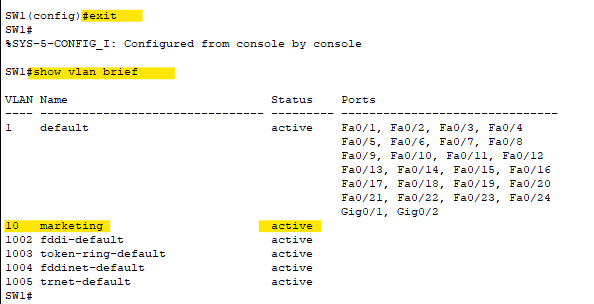 SW1(config)#exit
SW1#
%SYS-5-CONFIG_I: Configured from console by console
SW1#show vlan brief
VLAN Name                             Status    Ports
---- -------------------------------- --------- -------------------------------
1    default                          active    Fa0/1, Fa0/2, Fa0/3, Fa0/4
                                                Fa0/5, Fa0/6, Fa0/7, Fa0/8
                                                Fa0/9, Fa0/10, Fa0/11, Fa0/12
                                                Fa0/13, Fa0/14, Fa0/15, Fa0/16
                                                Fa0/17, Fa0/18, Fa0/19, Fa0/20
                                                Fa0/21, Fa0/22, Fa0/23, Fa0/24
                                                Gig0/1, Gig0/2
10   marketing                        active
1002 fddi-default                     active
1003 token-ring-default               active
1004 fddinet-default                  active
1005 trnet-default                    active
SW1#